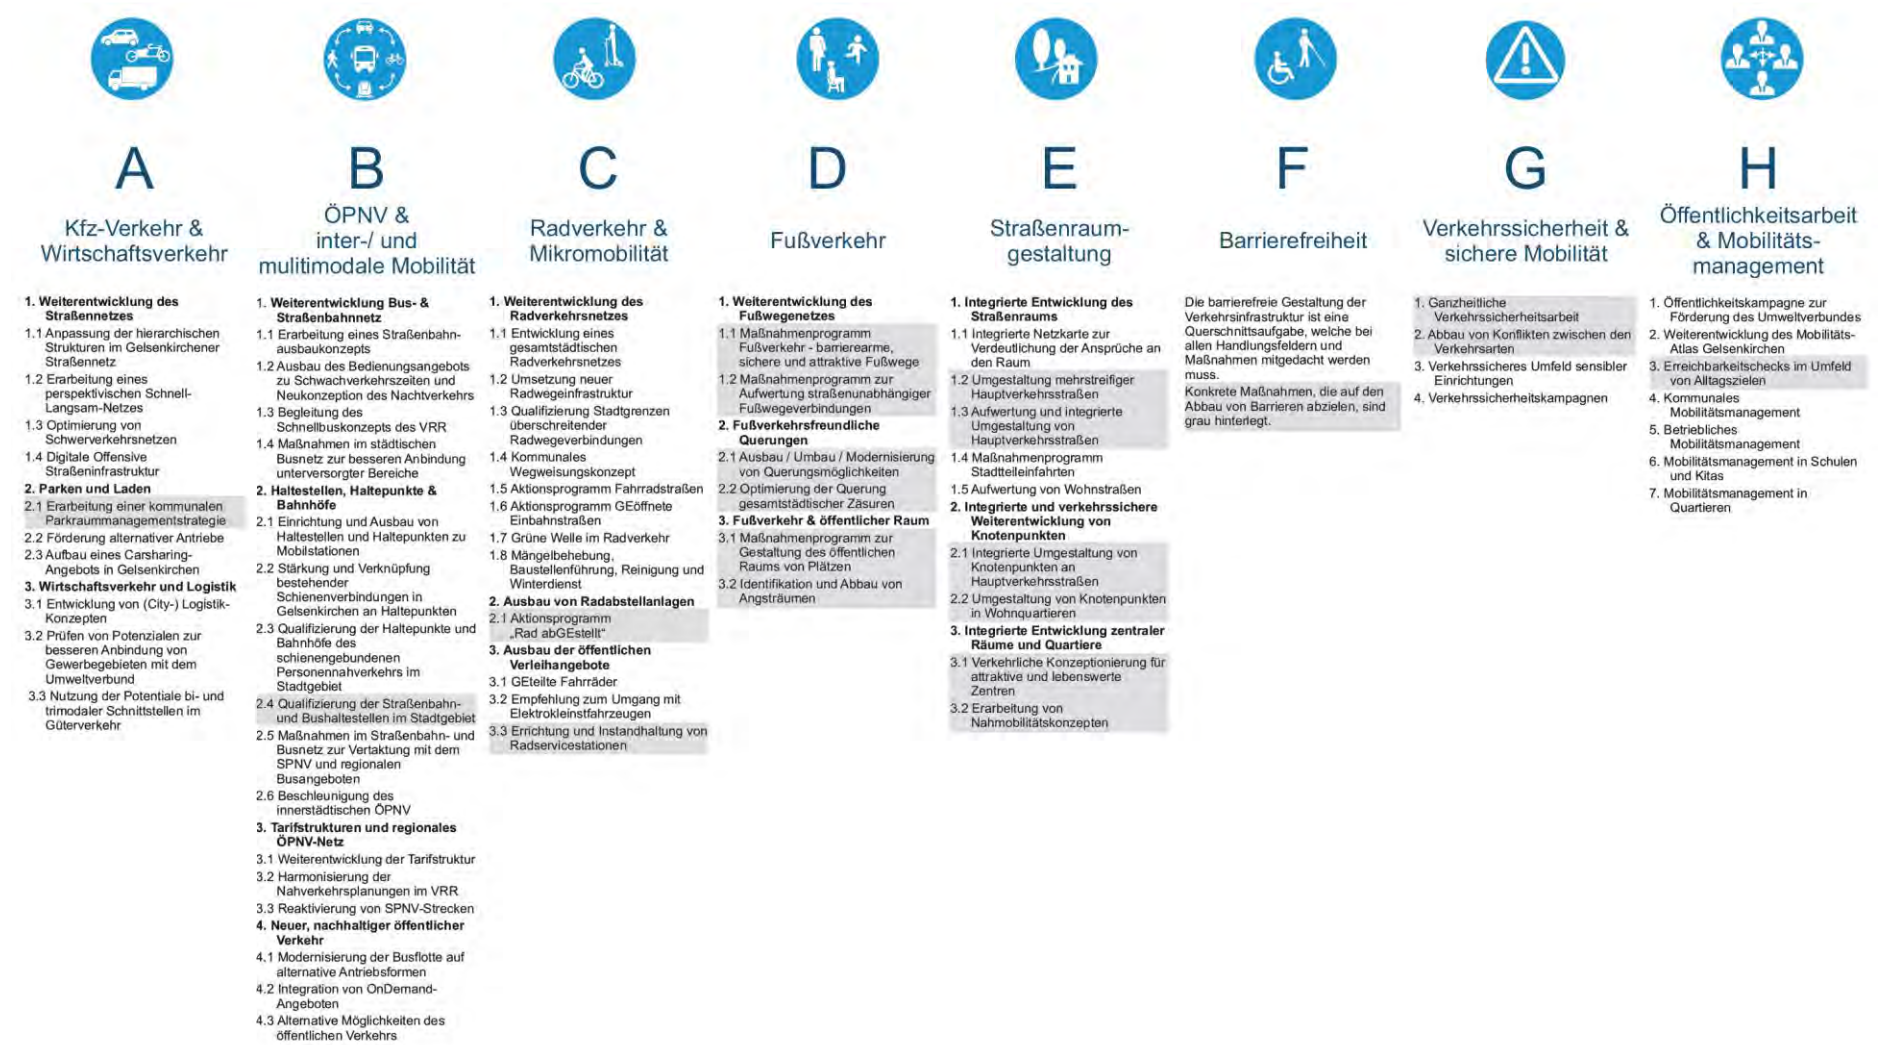 A
Kfz-Verkehr &
Wirtschaftsverkehr
1. Weiterentwicklung des
Straßennetzes
1.1 Anpassung der hierarchischen
Strukturen im Gelsenkirchener
Straßennetz
1.2 Erarbeitung eines
perspektivischen Schnell-
Langsam-Netzes
1.3 Optimierung von
Schwerverkehrsnetzen
1.4 Digitale Offensive
Straßeninfrastruktur
2. Parken und Laden
2.1 Erarbeitung einer kommunalen
Parkraummanagementstrategie
2.2 Förderung alternativer Antriebe
2.3 Aufbau eines Carsharing-
Angebots in Gelsenkirchen
3. Wirtschaftsverkehr und Logistik
3.1 Entwicklung von (City-) Logistik-
Konzepten
3.2 Prüfen von Potenzialen zur
besseren Anbindung von
Gewerbegebieten mit dem
Umweltverbund
3.3 Nutzung der Potentiale bi- und
trimodaler Schnittstellen im
Güterverkehr
B
ÖPNV &
inter-/ und
mulitimodale Mobilität
1. Weiterentwicklung Bus- &
Straßenbahnnetz
1.1 Erarbeitung eines Straßenbahn-
ausbaukonzepts
1.2 Ausbau des Bedienungsangebots
zu Schwachverkehrszeiten und
Neukonzeption des Nachtverkehrs
1.3 Begleitung des
Schnellbuskonzepts des VRR
1.4 Maßnahmen im städtischen
Busnetz zur besseren Anbindung
unterversorgter Bereiche
2. Haltestellen, Haltepunkte &
Bahnhöfe
2.1 Einrichtung und Ausbau von
Haltestellen und Haltepunkten zu
Mobilstationen
2.2 Stärkung und Verknüpfung
bestehender
Schienenverbindungen in
Gelsenkirchen an Haltepunkten
2.3 Qualifizierung der Haltepunkte und
Bahnhöfe des
schienengebundenen
Personennahverkehrs im
Stadtgebiet
2.4 Qualifizierung der Straßenbahn-
und Bushaltestellen im Stadtgebiet
2.5 Maßnahmen im Straßenbahn- und
Busnetz zur Vertaktung mit dem
SPNV und regionalen
Busangeboten
2.6 Beschleunigung des
innerstädtischen ÖPNV
3. Tarifstrukturen und regionales
ÖPNV-Netz
3.1 Weiterentwicklung der Tarifstruktur
3.2 Harmonisierung der
Nahverkehrsplanungen im VRR
3.3 Reaktivierung von SPNV-Strecken
4. Neuer, nachhaltiger öffentlicher
Verkehr
4.1 Modernisierung der Busflotte auf
alternative Antriebsformen
4.2 Integration von OnDemand-
Angeboten
4.3 Alternative Möglichkeiten des
öffentlichen Verkehrs
C
Radverkehr &
Mikromobilität
1. Weiterentwicklung des
Radverkehrsnetzes
1.1 Entwicklung eines
gesamtstädtischen
Radverkehrsnetzes
1.2 Umsetzung neuer
Radwegeinfrastruktur
1.3 Qualifizierung Stadtgrenzen
überschreitender
Radwegeverbindungen
1.4 Kommunales
Wegweisungskonzept
1.5 Aktionsprogramm Fahrradstraßen
1.6 Aktionsprogramm GEöffnete
Einbahnstraßen
1.7 Grüne Welle im Radverkehr
1.8 Mängelbehebung,
Baustellenführung, Reinigung und
Winterdienst
2. Ausbau von Radabstellanlagen
2.1 Aktionsprogramm
„Rad abGEstellt“
3. Ausbau der öffentlichen
Verleihangebote
3.1 GEteilte Fahrräder
3.2 Empfehlung zum Umgang mit
Elektrokleinstfahrzeugen
3.3 Errichtung und Instandhaltung von
Radservicestationen
D
Fußverkehr
1. Weiterentwicklung des
Fußwegenetzes
1.1 Maßnahmenprogramm
Fußverkehr - barrierearme,
sichere und attraktive Fußwege
1.2 Maßnahmenprogramm zur
Aufwertung straßenunabhängiger
Fußwegeverbindungen
2. Fußverkehrsfreundliche
Querungen
2.1 Ausbau / Umbau / Modernisierung
von Querungsmöglichkeiten
2.2 Optimierung der Querung
gesamtstädtischer Zäsuren
3. Fußverkehr & öffentlicher Raum
3.1 Maßnahmenprogramm zur
Gestaltung des öffentlichen
Raums von Plätzen
3.2 Identifikation und Abbau von
Angsträumen
E
Straßenraum-
gestaltung
1. Integrierte Entwicklung des
Straßenraums
1.1 Integrierte Netzkarte zur
Verdeutlichung der Ansprüche an
den Raum
1.2 Umgestaltung mehrstreifiger
Hauptverkehrsstraßen
1.3 Aufwertung und integrierte
Umgestaltung von
Hauptverkehrsstraßen
1.4 Maßnahmenprogramm
Stadtteileinfahrten
1.5 Aufwertung von Wohnstraßen
2. Integrierte und verkehrssichere
Weiterentwicklung von
Knotenpunkten
2.1 Integrierte Umgestaltung von
Knotenpunkten an
Hauptverkehrsstraßen
2.2 Umgestaltung von Knotenpunkten
in Wohnquartieren
3. Integrierte Entwicklung zentraler
Räume und Quartiere
3.1 Verkehrliche Konzeptionierung für
attraktive und lebenswerte
Zentren
3.2 Erarbeitung von
Nahmobilitätskonzepten
F
Barrierefreiheit
Die barrierefreie Gestaltung der
Verkehrsinfrastruktur ist eine
Querschnittsaufgabe, welche bei
allen Handlungsfeldern und
Maßnahmen mitgedacht werden
muss.
Konkrete Maßnahmen, die auf den
Abbau von Barrieren abzielen, sind
grau hinterlegt.
G
Verkehrssicherheit &
sichere Mobilität
1. Ganzheitliche
Verkehrssicherheitsarbeit
2. Abbau von Konflikten zwischen den
Verkehrsarten
3. Verkehrssicheres Umfeld sensibler
Einrichtungen
4. Verkehrssicherheitskampagnen
H
Öffentlichkeitsarbeit
& Mobilitäts-
management
1. Öffentlichkeitskampagne zur
Förderung des Umweltverbundes
2. Weiterentwicklung des Mobilitäts-
Atlas Gelsenkirchen
3. Erreichbarkeitschecks im Umfeld
von Alltagszielen
4. Kommunales
Mobilitätsmanagement
5. Betriebliches
Mobilitätsmanagement
6. Mobilitätsmanagement in Schulen
und Kitas
7. Mobilitätsmanagement in
Quartieren